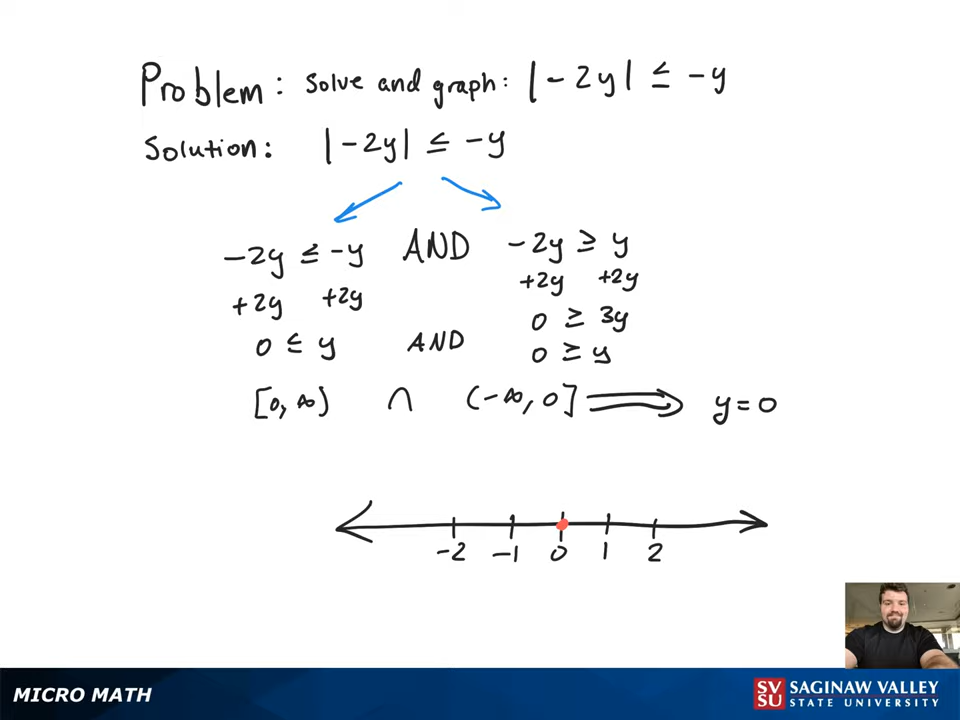 Problem: Solve and graph: |-2y| ≤ -y
Solution: |-2y| ≤ -y
-2y ≤ -y AND -2y ≥ y
+2y +2y +2y +2y
0 ≥ 3y
0 ≤ y AND 0 ≥ y
[0, ∞) ∩ (-∞, 0] ⟹ y = 0
-2 -1 0 1 2
MICRO MATH
SV SU SAGINAW VALLEY
STATE UNIVERSITY